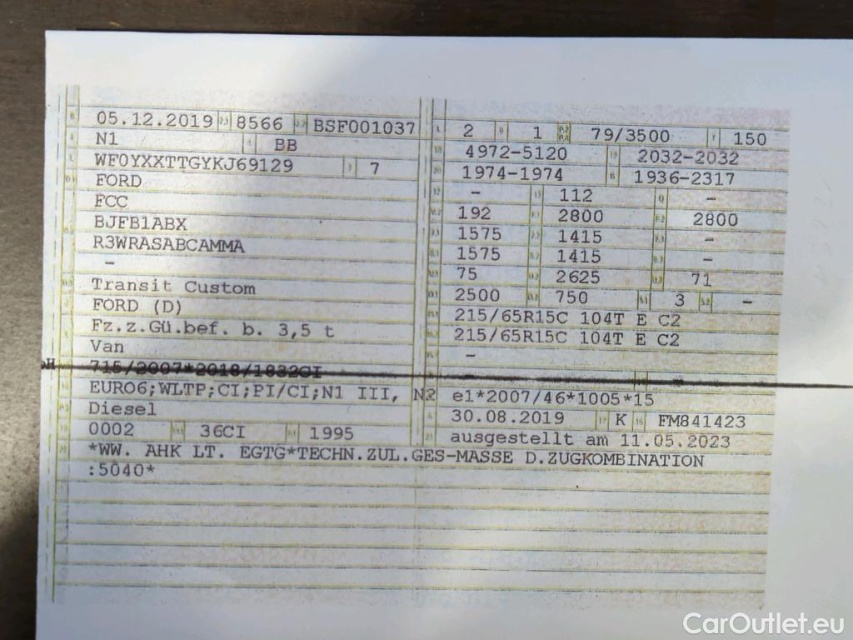 05.12.2019 8566 BSF001037
N1 BB
WF0YXXTTGYKJ69129 7
FORD
FCC
BJFB1ABX
R3WRASABCAMMA
-
Transit Custom
FORD (D)
Fz.z.Gü.bef. b. 3,5 t
Van
715/2007*2018/1832CI
EURO6;WLTP;CI;PI/CI;N1 III, N2
Diesel
0002 36CI 1995
2 1 79/3500 150
4972-5120 2032-2032
1974-1974 1936-2317
- 112 -
192 2800 2800
1575 1415 -
1575 1415 -
75 2625 71
2500 750 3 -
215/65R15C 104T E C2
215/65R15C 104T E C2
-
e1*2007/46*1005*15
30.08.2019 K FM841423
ausgestellt am 11.05.2023
*WW. AHK LT. EGTG*TECHN.ZUL.GES-MASSE D.ZUGKOMBINATION
:5040*
CarOutlet.eu